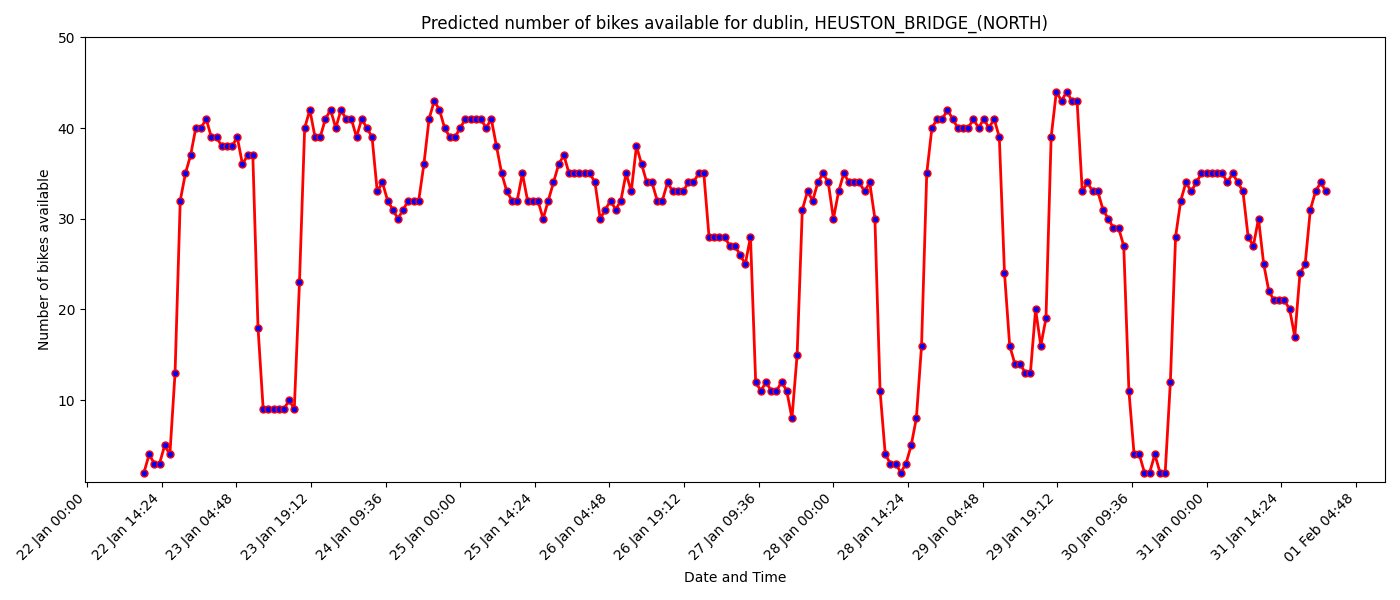 Predicted number of bikes available for dublin, HEUSTON_BRIDGE_(NORTH)
Number of bikes available
50
40
30
20
10
22 Jan 00:00
22 Jan 14:24
23 Jan 04:48
23 Jan 19:12
24 Jan 09:36
25 Jan 00:00
25 Jan 14:24
26 Jan 04:48
26 Jan 19:12
27 Jan 09:36
28 Jan 00:00
28 Jan 14:24
29 Jan 04:48
29 Jan 19:12
30 Jan 09:36
31 Jan 00:00
31 Jan 14:24
01 Feb 04:48
Date and Time